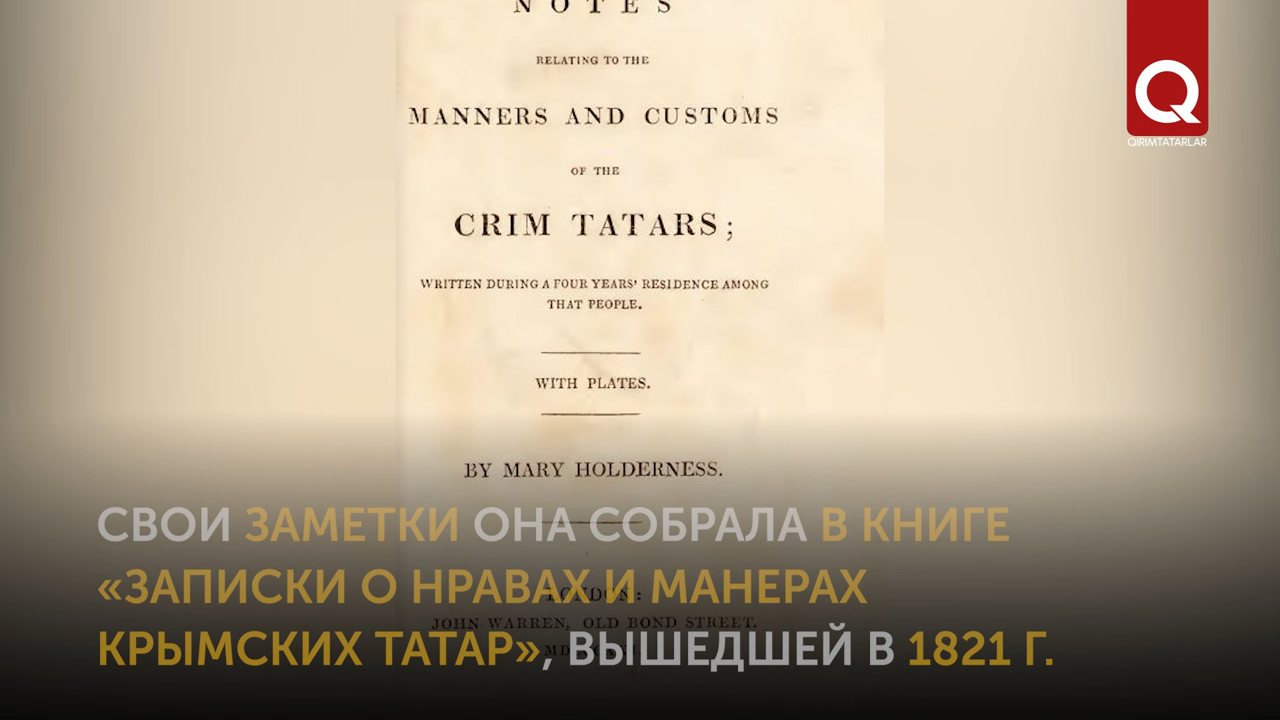 NOTES
RELATING TO THE
MANNERS AND CUSTOMS
OF THE
CRIM TATARS;
WRITTEN DURING A FOUR YEARS' RESIDENCE AMONG
THAT PEOPLE.
WITH PLATES.
BY MARY HOLDERNESS.
LONDON:
JOHN WARREN, OLD BOND STREET.
Q
QIRIMTATARLAR
СВОИ ЗАМЕТКИ ОНА СОБРАЛА В КНИГЕ
«ЗАПИСКИ О НРАВАХ И МАНЕРАХ
КРЫМСКИХ ТАТАР», ВЫШЕДШЕЙ В 1821 Г.